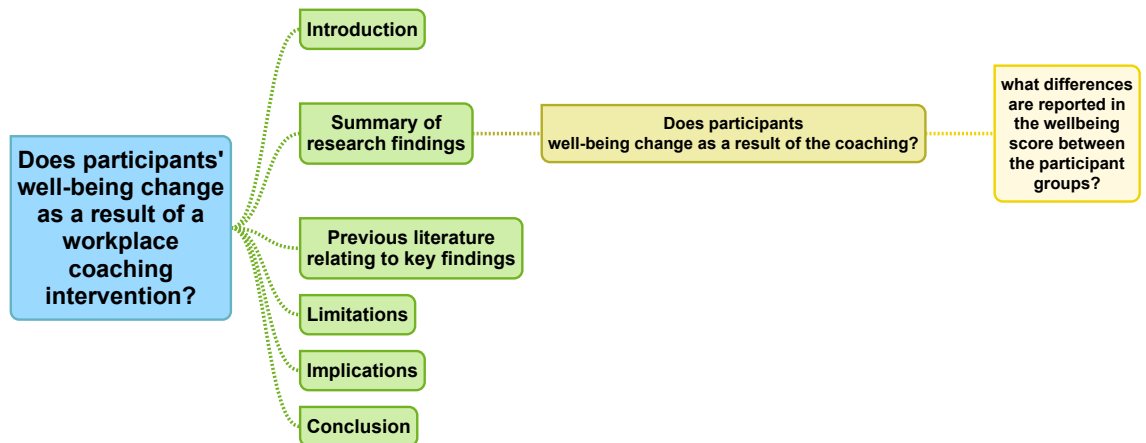 Does participants'
well-being change
as a result of a
workplace
coaching
intervention?
Introduction
Summary of
research findings
Does participants
well-being change as a result of the coaching?
what differences
are reported in
the wellbeing
score between
the participant
groups?
Previous literature
relating to key findings
Limitations
Implications
Conclusion